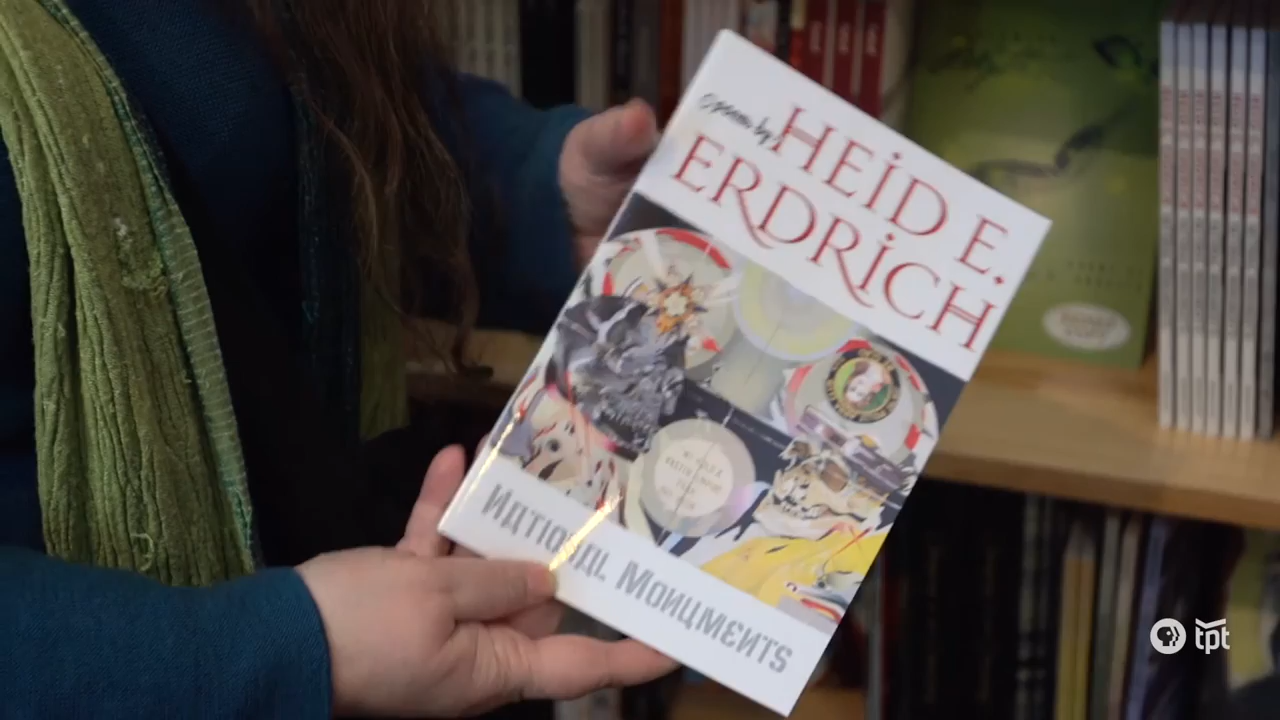 poems by
HEID E.
ERDRICH
NATIONAL MONUMENTS
tpt